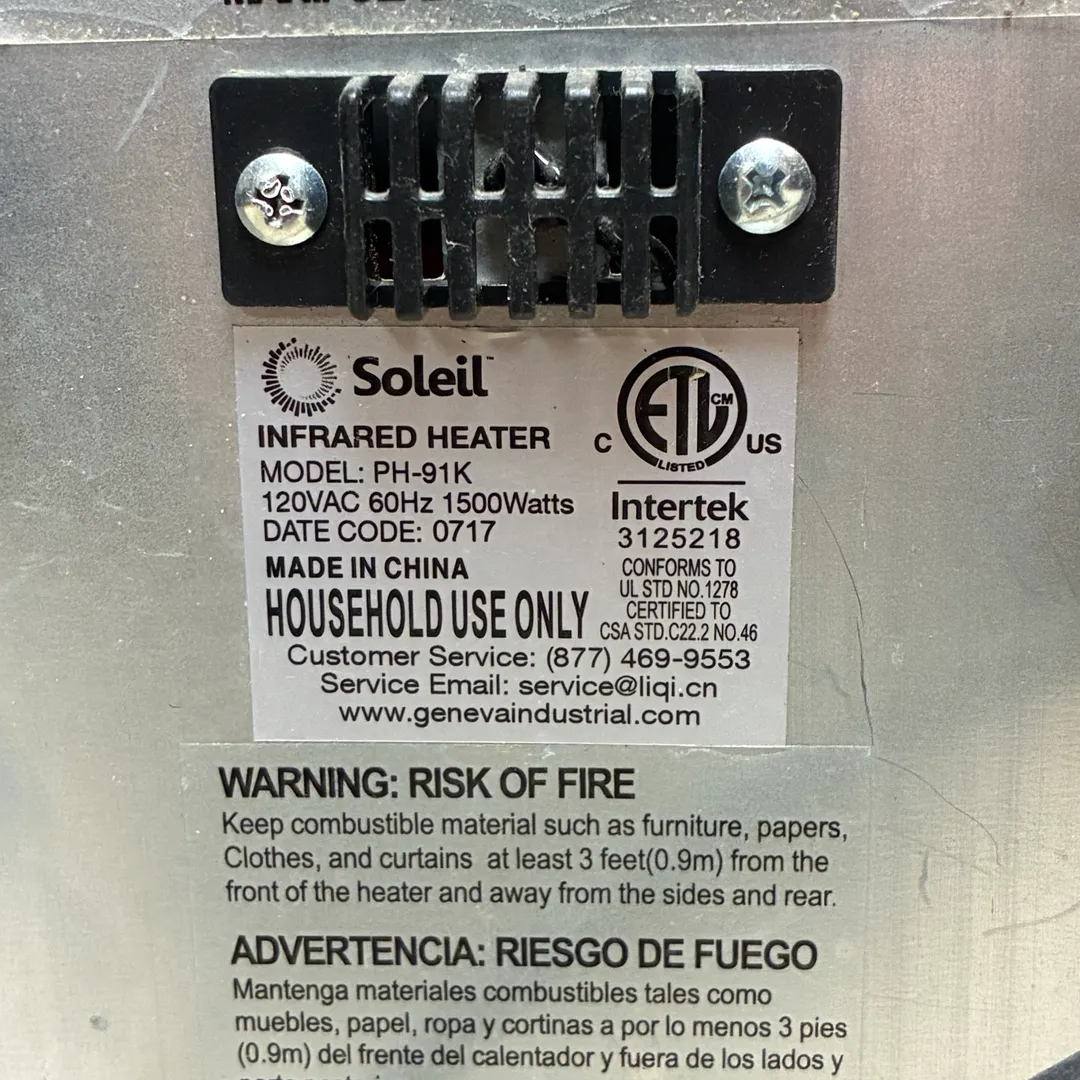 Soleil™
INFRARED HEATER
MODEL: PH-91K
120VAC 60Hz 1500Watts
DATE CODE: 0717
MADE IN CHINA
HOUSEHOLD USE ONLY
C ETL CM US
LISTED
Intertek
3125218
CONFORMS TO
UL STD NO.1278
CERTIFIED TO
CSA STD.C22.2 NO.46
Customer Service: (877) 469-9553
Service Email: service@liqi.cn
www.genevaindustrial.com
WARNING: RISK OF FIRE
Keep combustible material such as furniture, papers,
Clothes, and curtains at least 3 feet(0.9m) from the
front of the heater and away from the sides and rear.
ADVERTENCIA: RIESGO DE FUEGO
Mantenga materiales combustibles tales como
muebles, papel, ropa y cortinas a por lo menos 3 pies
(0.9m) del frente del calentador y fuera de los lados y